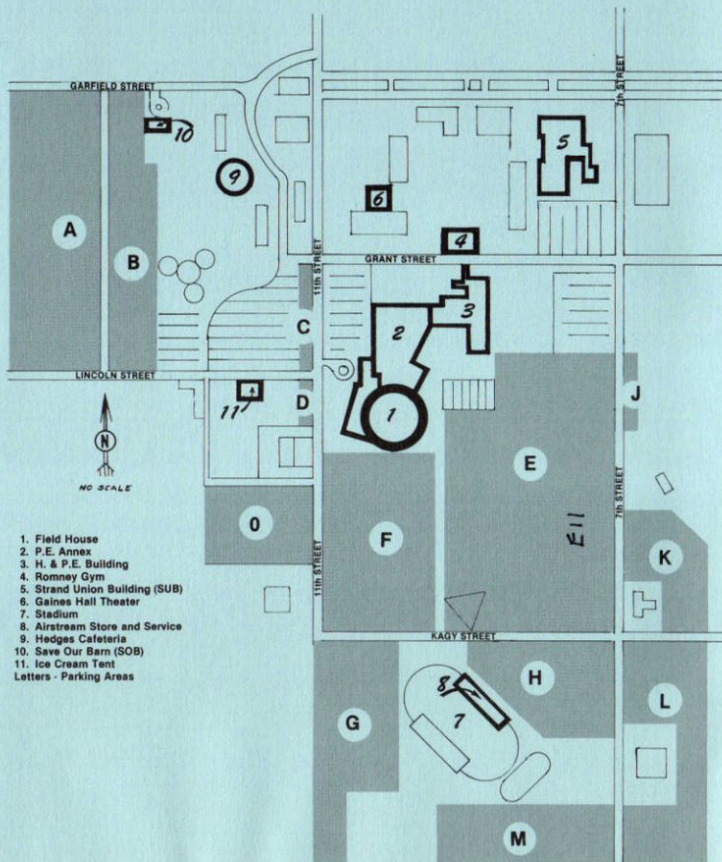 GARFIELD STREET
7th STREET
10
5
9
6
A
B
4
11th STREET
GRANT STREET
3
2
C
LINCOLN STREET
11
D
1
J
N
NO SCALE
E
7th STREET
O
F
E11
K
11th STREET
1. Field House
2. P.E. Annex
3. H. & P.E. Building
4. Romney Gym
5. Strand Union Building (SUB)
6. Gaines Hall Theater
7. Stadium
8. Airstream Store and Service
9. Hedges Cafeteria
10. Save Our Barn (SOB)
11. Ice Cream Tent
Letters - Parking Areas
KAGY STREET
8
H
G
7
L
M